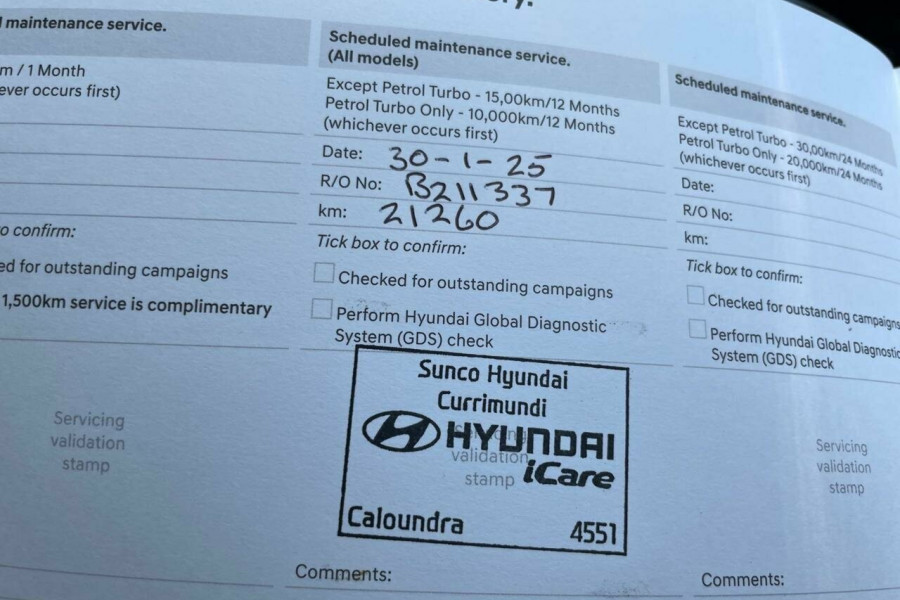 maintenance service.
m / 1 Month
ever occurs first)
o confirm:
ed for outstanding campaigns
1,500km service is complimentary
Servicing
validation
stamp
Scheduled maintenance service.
(All models)
Except Petrol Turbo - 15,00km/12 Months
Petrol Turbo Only - 10,000km/12 Months
(whichever occurs first)
Date: 30-1-25
R/O No: B211337
km: 21260
Tick box to confirm:
Checked for outstanding campaigns
Perform Hyundai Global Diagnostic
System (GDS) check
Sunco Hyundai
Currimundi
HYUNDAI
validation
stamp iCare
Caloundra 4551
Comments:
Scheduled maintenance service.
Except Petrol Turbo - 30,00km/24 Months
Petrol Turbo Only - 20,000km/24 Months
(whichever occurs first)
Date:
R/O No:
km:
Tick box to confirm:
Checked for outstanding campaigns
Perform Hyundai Global Diagnostic
System (GDS) check
Servicing
validation
stamp
Comments: